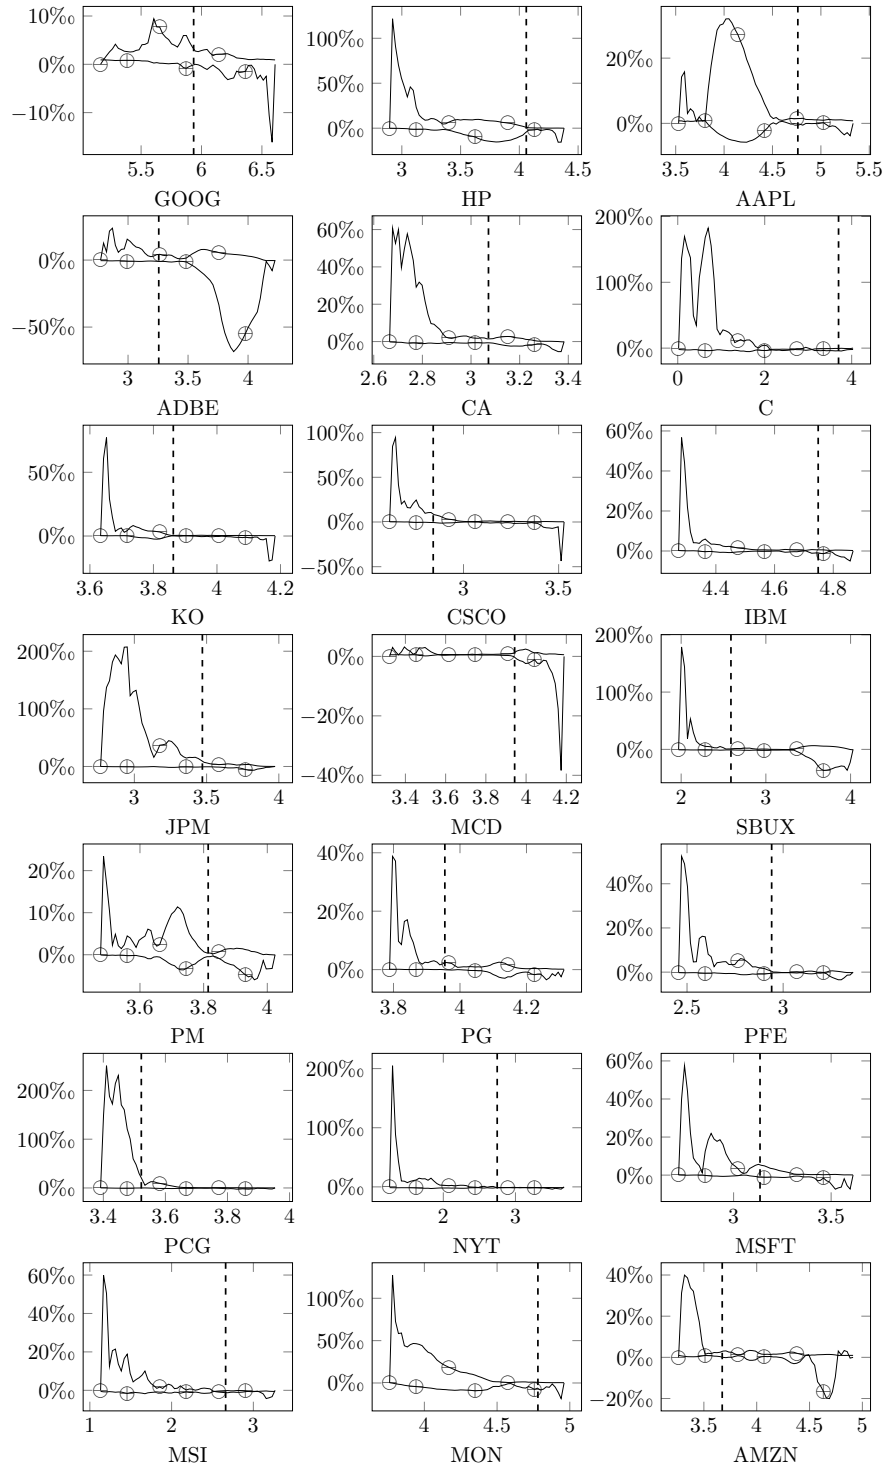 10‰
0‰
−10‰
5.5 6 6.5
GOOG
100‰
50‰
0‰
3 3.5 4 4.5
HP
20‰
0‰
3.5 4 4.5 5 5.5
AAPL
0‰
−50‰
3 3.5 4
ADBE
60‰
40‰
20‰
0‰
2.6 2.8 3 3.2 3.4
CA
200‰
100‰
0‰
0 2 4
C
50‰
0‰
3.6 3.8 4 4.2
KO
100‰
50‰
0‰
−50‰
3 3.5
CSCO
60‰
40‰
20‰
0‰
4.4 4.6 4.8
IBM
200‰
100‰
0‰
3 3.5 4
JPM
0‰
−20‰
−40‰
3.4 3.6 3.8 4 4.2
MCD
200‰
100‰
0‰
2 3 4
SBUX
20‰
10‰
0‰
3.6 3.8 4
PM
40‰
20‰
0‰
3.8 4 4.2
PG
40‰
20‰
0‰
2.5 3
PFE
200‰
100‰
0‰
3.4 3.6 3.8 4
PCG
200‰
100‰
0‰
2 3
NYT
60‰
40‰
20‰
0‰
3 3.5
MSFT
60‰
40‰
20‰
0‰
1 2 3
MSI
100‰
50‰
0‰
4 4.5 5
MON
40‰
20‰
0‰
−20‰
3.5 4 4.5 5
AMZN